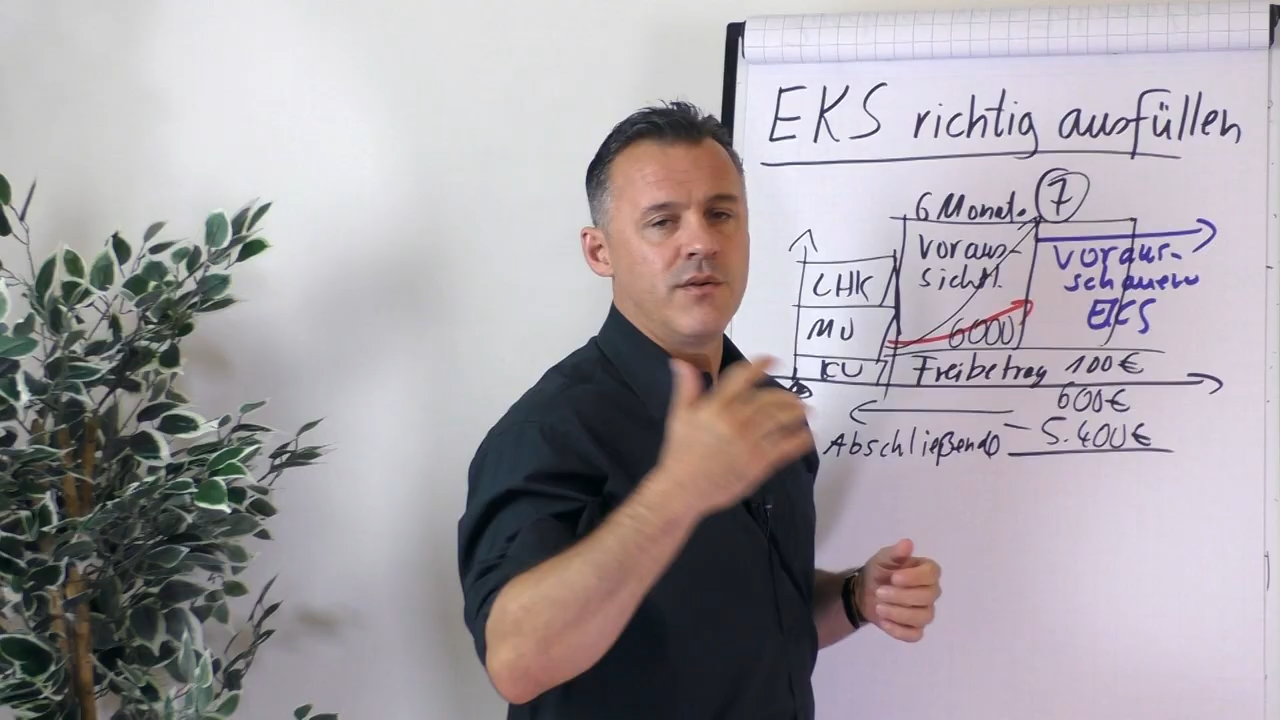 EKS richtig ausfüllen
6 Monat. 7
Voraus-
sichtl.
LHK
MU
KU
6000
Voraus-
schauen
EKS
Freibetrag 100€
600€
Abschließend
5.400€